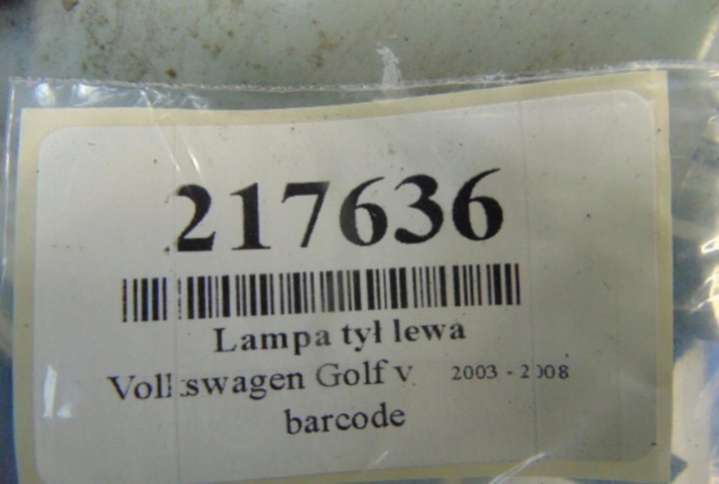 217636
Lampa tył lewa
Volkswagen Golf v 2003 - 2008
barcode